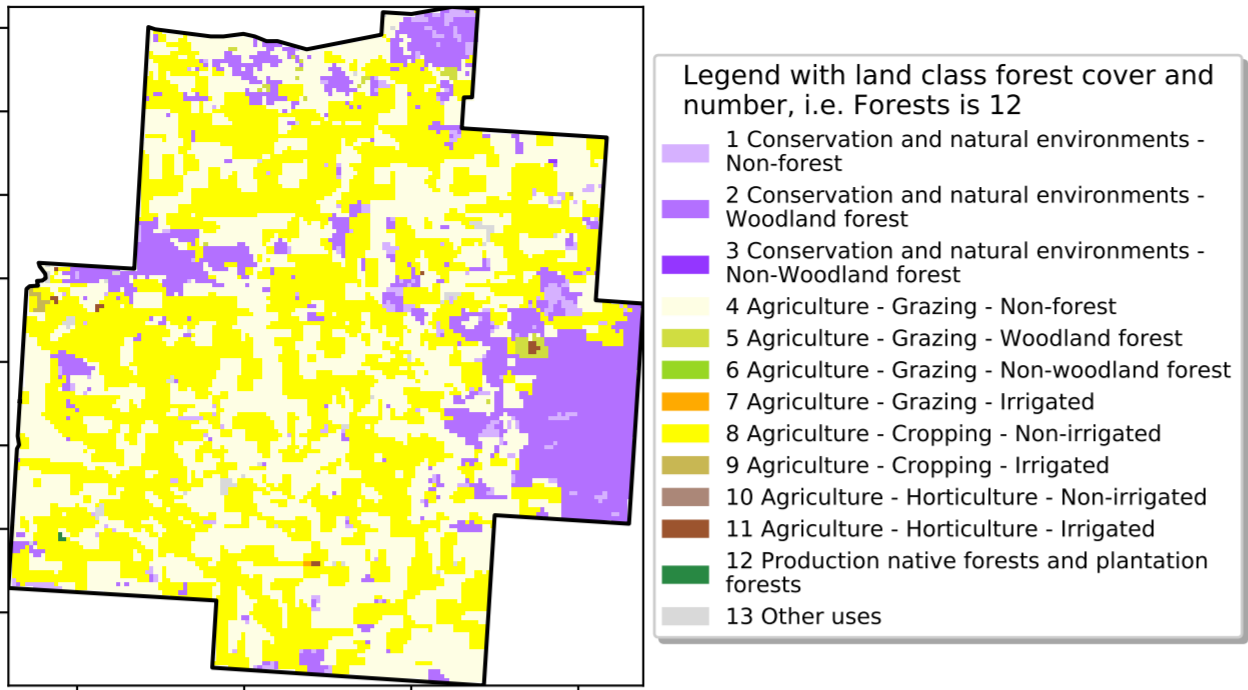 Legend with land class forest cover and
number, i.e. Forests is 12
1 Conservation and natural environments -
Non-forest
2 Conservation and natural environments -
Woodland forest
3 Conservation and natural environments -
Non-Woodland forest
4 Agriculture - Grazing - Non-forest
5 Agriculture - Grazing - Woodland forest
6 Agriculture - Grazing - Non-woodland forest
7 Agriculture - Grazing - Irrigated
8 Agriculture - Cropping - Non-irrigated
9 Agriculture - Cropping - Irrigated
10 Agriculture - Horticulture - Non-irrigated
11 Agriculture - Horticulture - Irrigated
12 Production native forests and plantation
forests
13 Other uses